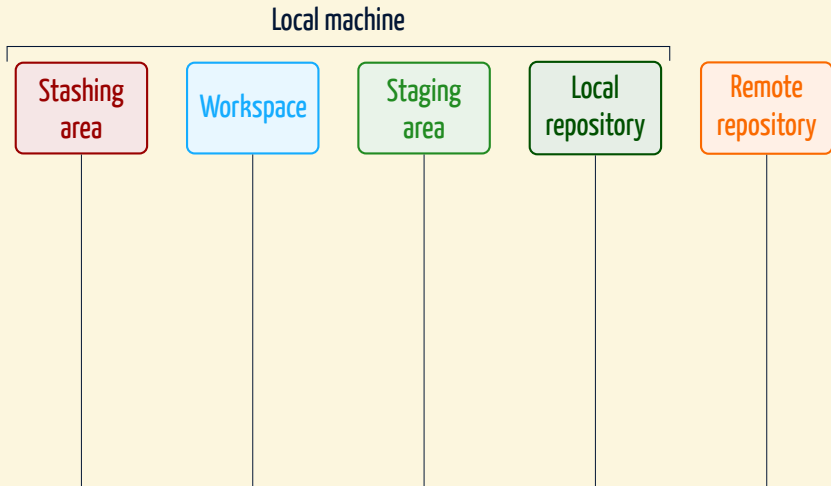 Local machine
Stashing
area
Workspace
Staging
area
Local
repository
Remote
repository